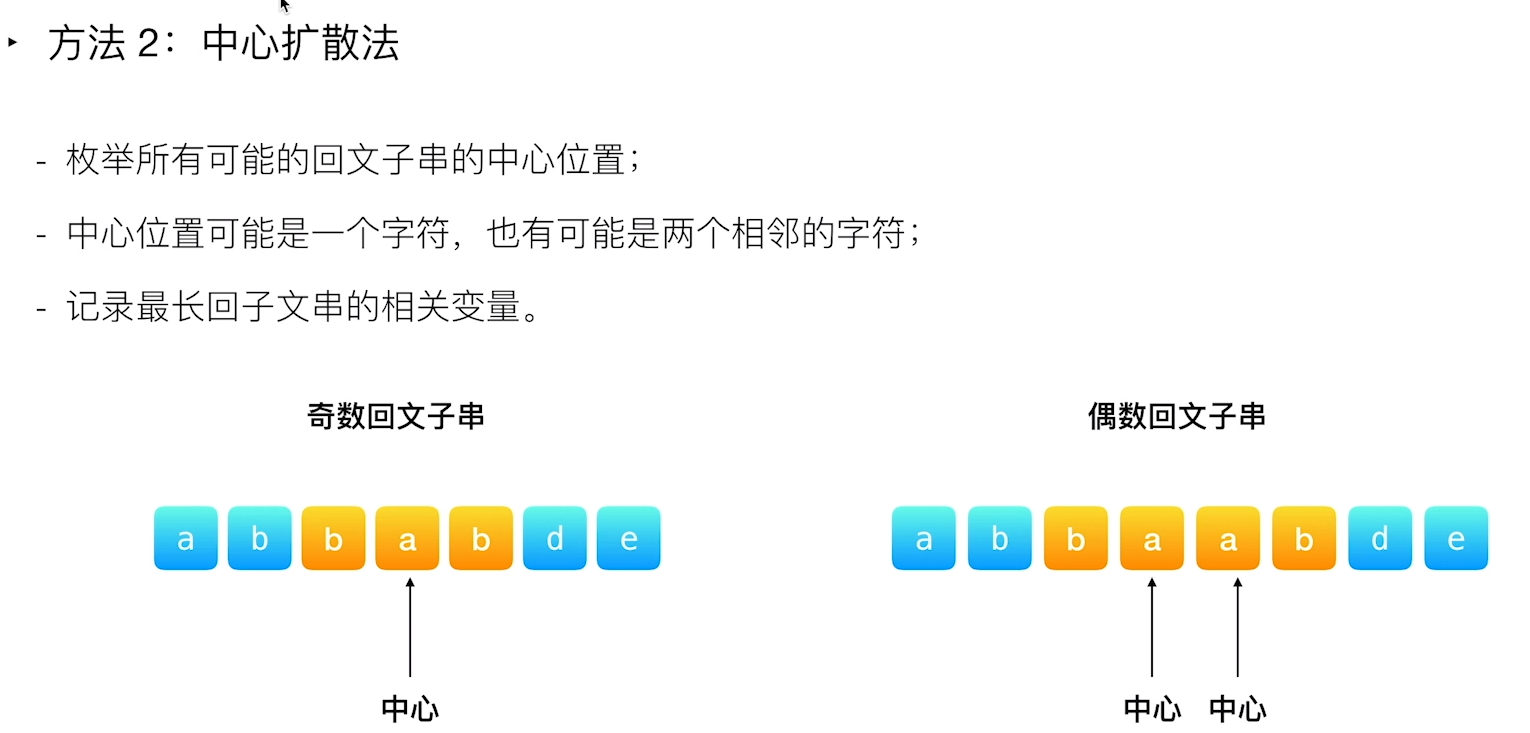 ‣ 方法 2：中心扩散法
- 枚举所有可能的回文子串的中心位置；
- 中心位置可能是一个字符，也有可能是两个相邻的字符；
- 记录最长回子文串的相关变量。
奇数回文子串
a b b a b d e
中心
偶数回文子串
a b b a a b d e
中心 中心